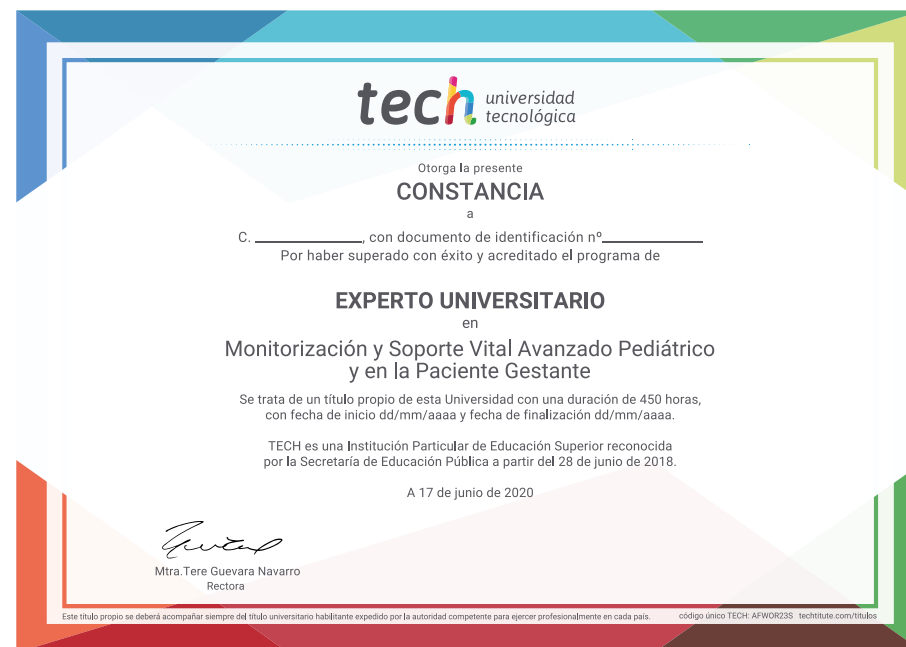 tech universidad
tecnológica
Otorga la presente
CONSTANCIA
a
C. ____________, con documento de identificación nº____________
Por haber superado con éxito y acreditado el programa de
EXPERTO UNIVERSITARIO
en
Monitorización y Soporte Vital Avanzado Pediátrico
y en la Paciente Gestante
Se trata de un título propio de esta Universidad con una duración de 450 horas,
con fecha de inicio dd/mm/aaaa y fecha de finalización dd/mm/aaaa.
TECH es una Institución Particular de Educación Superior reconocida
por la Secretaría de Educación Pública a partir del 28 de junio de 2018.
A 17 de junio de 2020
Mtra.Tere Guevara Navarro
Rectora
Este título propio se deberá acompañar siempre del título universitario habilitante expedido por la autoridad competente para ejercer profesionalmente en cada país. código único TECH: AFWOR23S techtitute.com/titulos